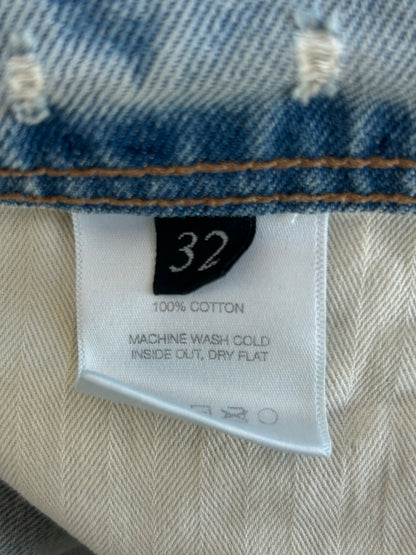 32
100% COTTON
MACHINE WASH COLD
INSIDE OUT, DRY FLAT